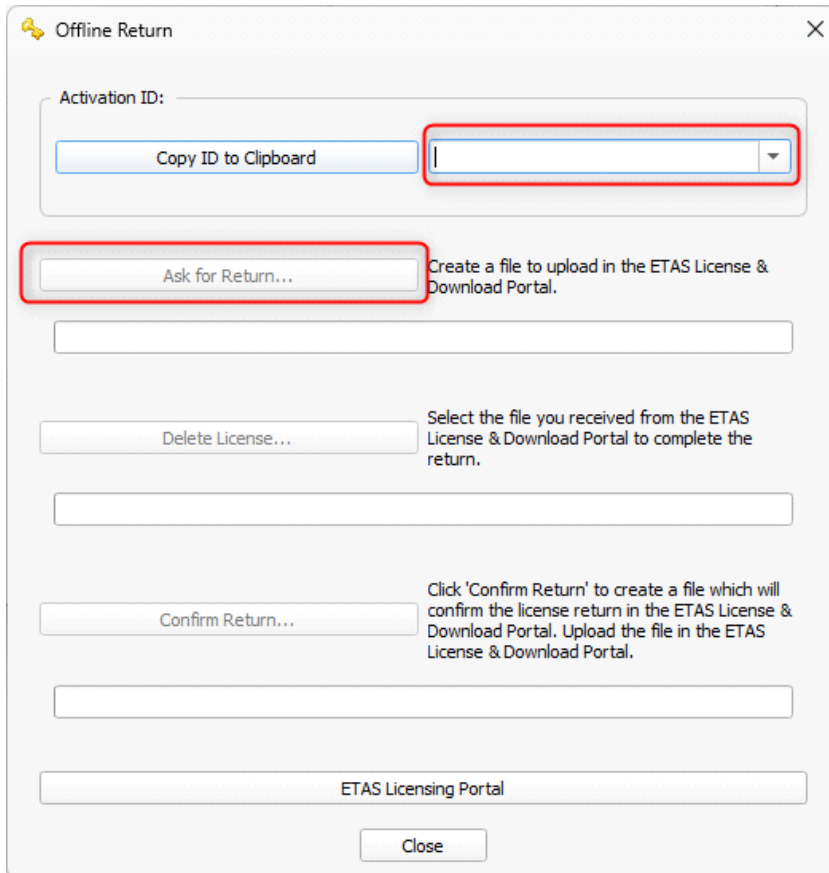 Offline Return
Activation ID:
Copy ID to Clipboard
Ask for Return...
Create a file to upload in the ETAS License &
Download Portal.
Delete License...
Select the file you received from the ETAS
License & Download Portal to complete the
return.
Confirm Return...
Click 'Confirm Return' to create a file which will
confirm the license return in the ETAS License &
Download Portal. Upload the file in the ETAS
License & Download Portal.
ETAS Licensing Portal
Close